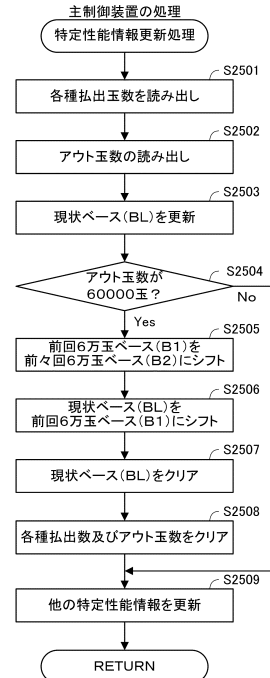 主制御装置の処理
特定性能情報更新処理
S2501
各種払出玉数を読み出し
S2502
アウト玉数の読み出し
S2503
現状ベース(BL)を更新
S2504
アウト玉数が
60000玉?
No
Yes
S2505
前回6万玉ベース(B1)を
前々回6万玉ベース(B2)にシフト
S2506
現状ベース(BL)を
前回6万玉ベース(B1)にシフト
S2507
現状ベース(BL)をクリア
S2508
各種払出数及びアウト玉数をクリア
S2509
他の特定性能情報を更新
RETURN